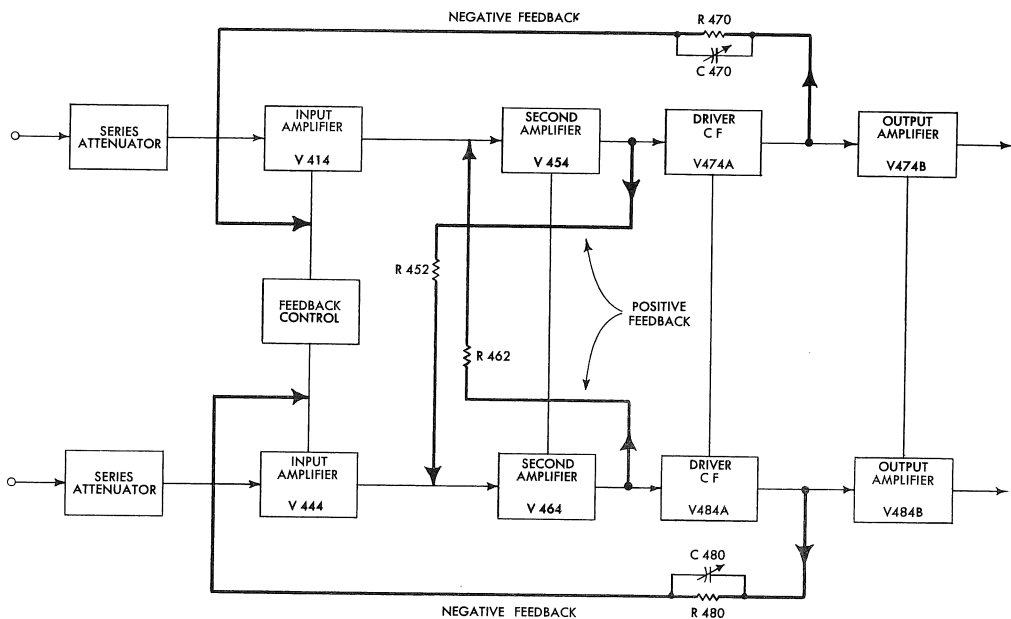 NEGATIVE FEEDBACK
R 470
C 470
SERIES
ATTENUATOR
INPUT
AMPLIFIER
V 414
SECOND
AMPLIFIER
V 454
DRIVER
C F
V474A
OUTPUT
AMPLIFIER
V474B
R 452
FEEDBACK
CONTROL
POSITIVE
FEEDBACK
R 462
SERIES
ATTENUATOR
INPUT
AMPLIFIER
V 444
SECOND
AMPLIFIER
V 464
DRIVER
C F
V484A
OUTPUT
AMPLIFIER
V484B
C 480
R 480
NEGATIVE FEEDBACK